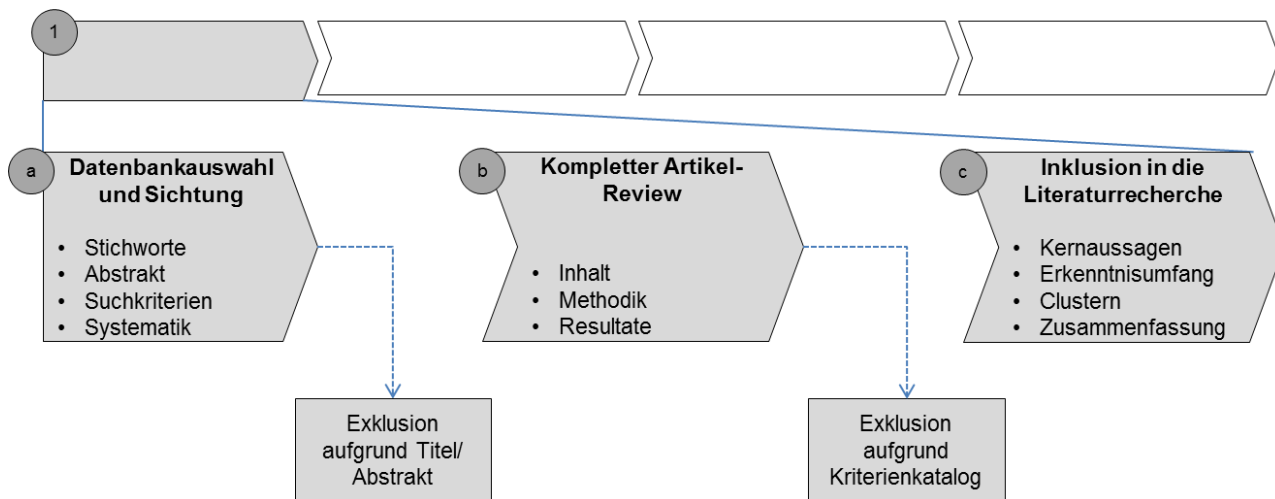 1
a
Datenbankauswahl
und Sichtung
• Stichworte
• Abstrakt
• Suchkriterien
• Systematik
b
Kompletter Artikel-
Review
• Inhalt
• Methodik
• Resultate
c
Inklusion in die
Literaturrecherche
• Kernaussagen
• Erkenntnisumfang
• Clustern
• Zusammenfassung
Exklusion
aufgrund Titel/
Abstrakt
Exklusion
aufgrund
Kriterienkatalog